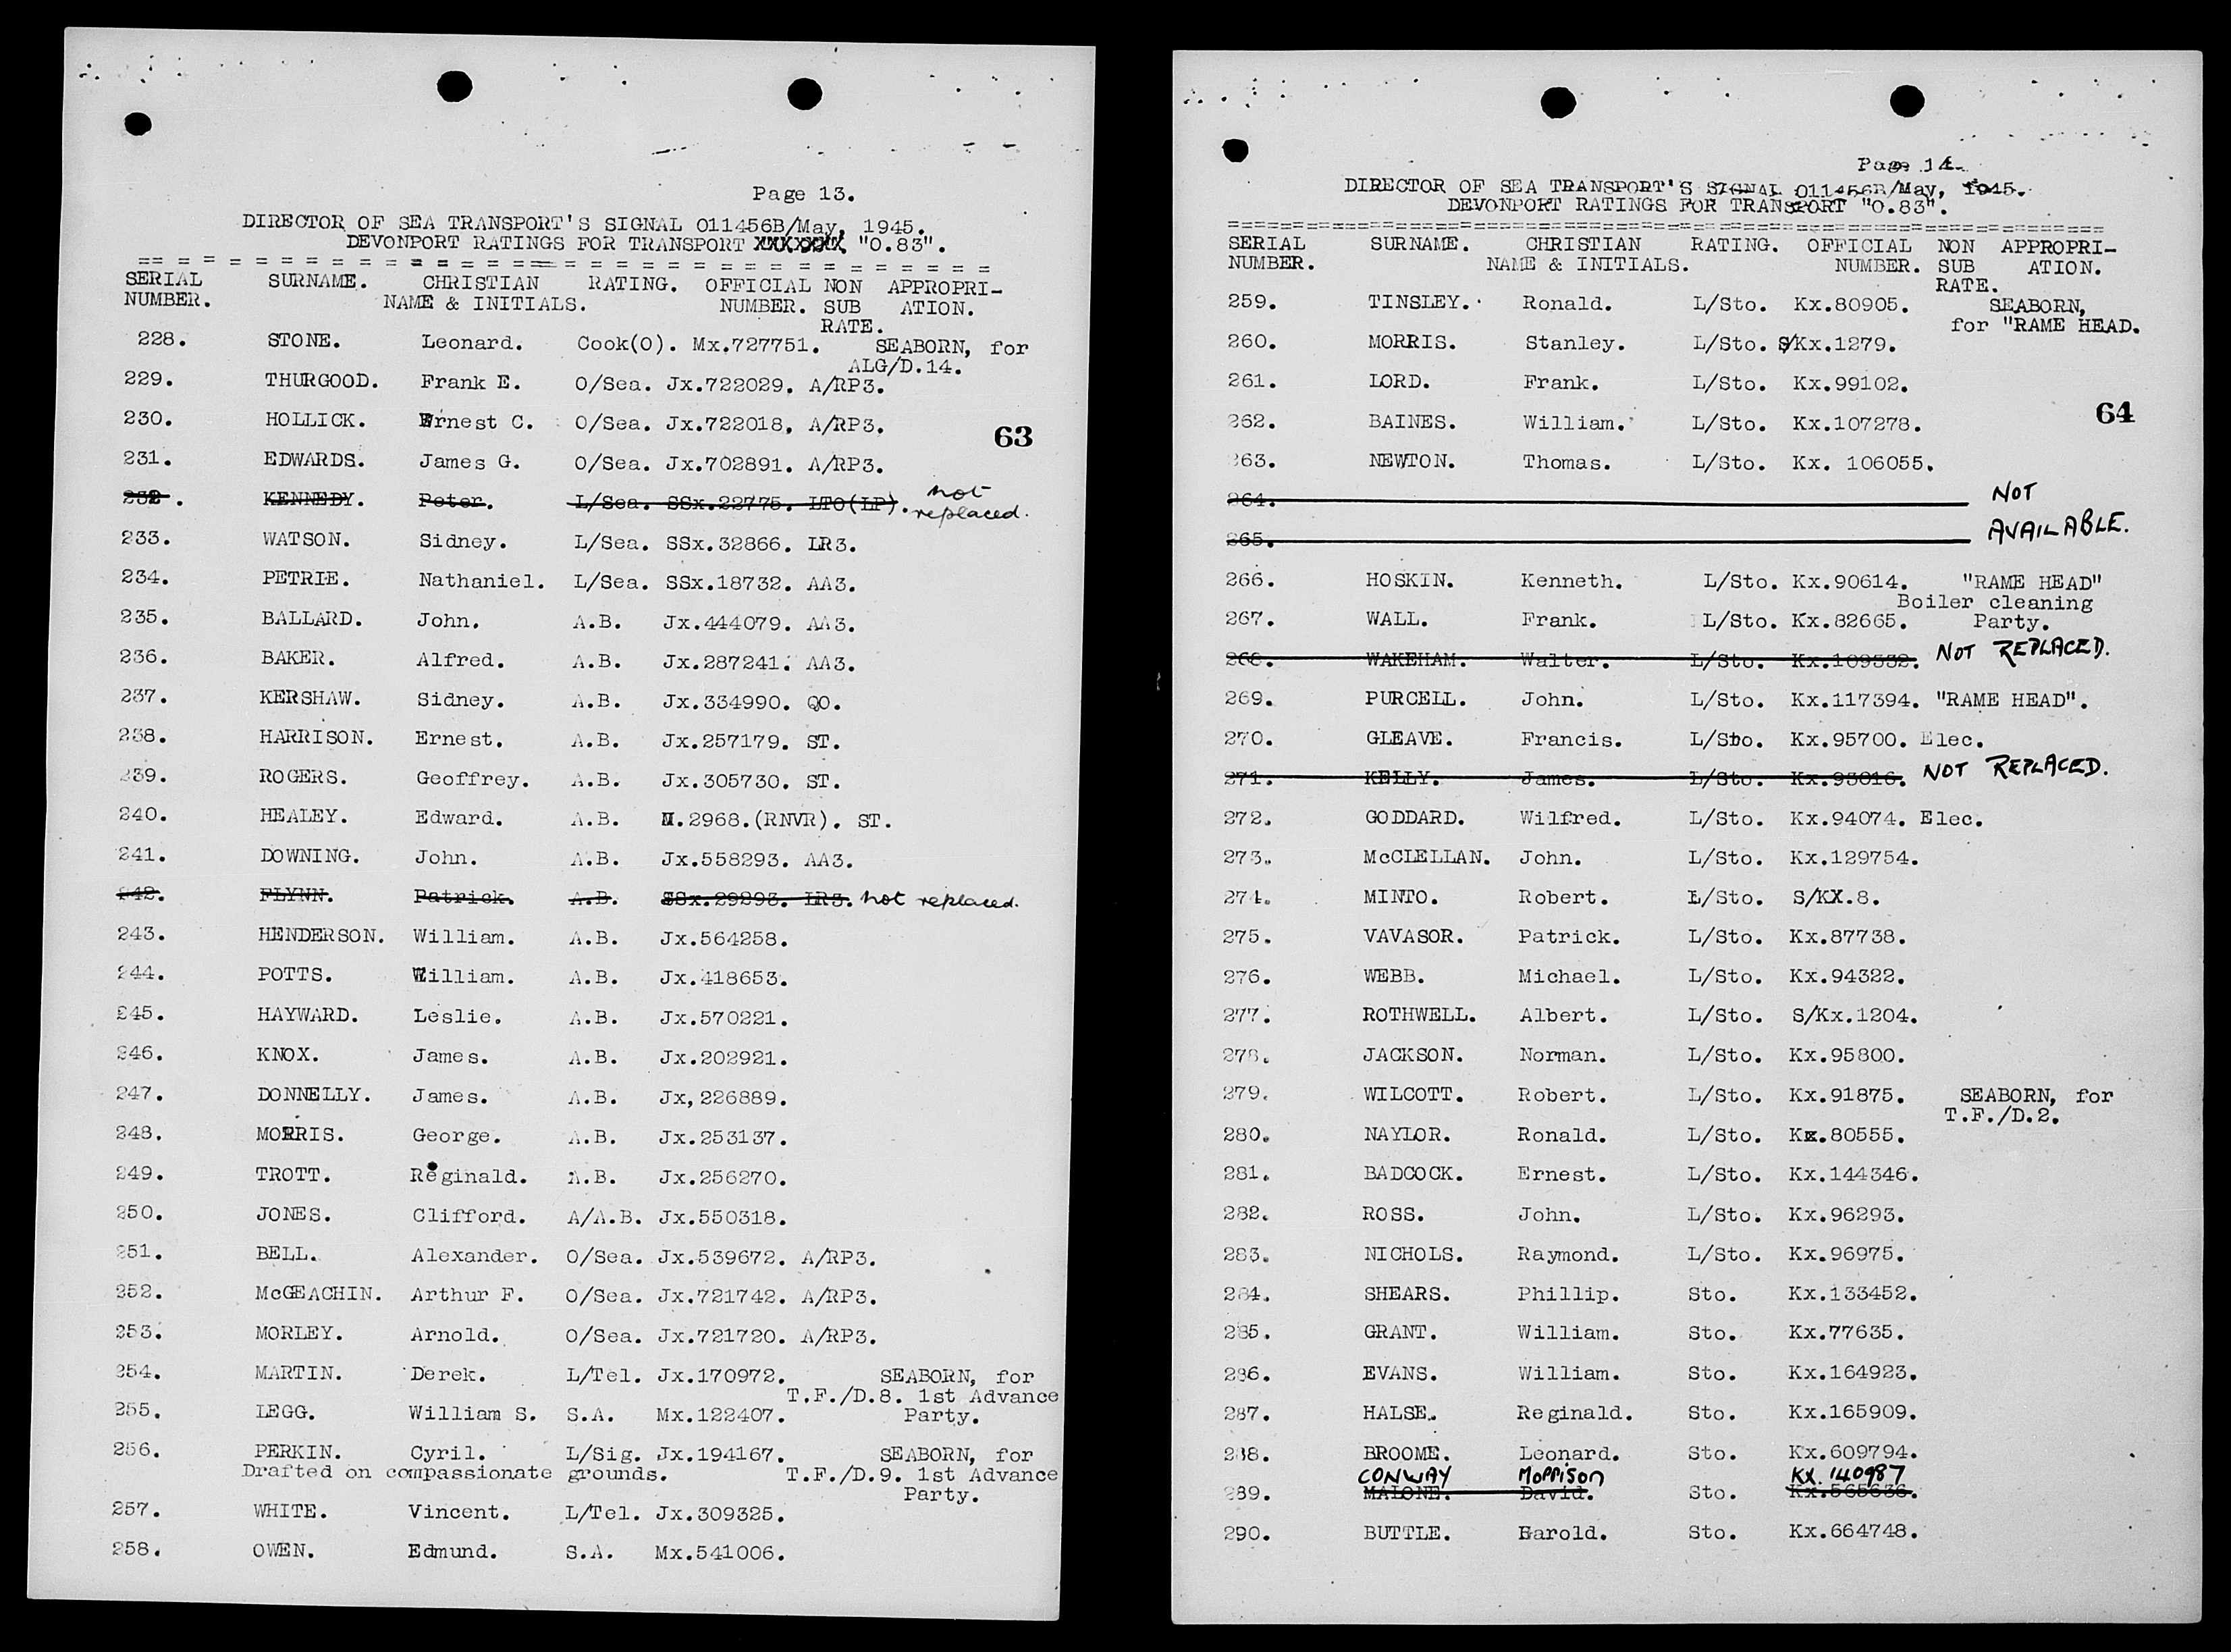 Page 13.
DIRECTOR OF SEA TRANSPORT'S SIGNAL 011456B/May, 1945.
DEVONPORT RATINGS FOR TRANSPORT XXXXXXX "O.83".
SERIAL SURNAME. CHRISTIAN RATING. OFFICIAL NON APPROPRI-
NUMBER. NAME & INITIALS. NUMBER. SUB ATION.
RATE.
228. STONE. Leonard. Cook(O). Mx.727751. SEABORN, for
ALG/D.14.
229. THURGOOD. Frank E. O/Sea. Jx.722029. A/RP3.
230. HOLLICK. Ernest C. O/Sea. Jx.722018, A/RP3.
63
231. EDWARDS. James G. O/Sea. Jx.702891. A/RP3.
232. KENNEDY. Peter. L/Sea. SSx.22775. LTO(LP). not
replaced.
233. WATSON. Sidney. L/Sea. SSx.32866. LR3.
234. PETRIE. Nathaniel. L/Sea. SSx.18732. AA3.
235. BALLARD. John. A.B. Jx.444079. AA3.
236. BAKER. Alfred. A.B. Jx.287241. AA3.
237. KERSHAW. Sidney. A.B. Jx.334990. QO.
238. HARRISON. Ernest. A.B. Jx.257179. ST.
239. ROGERS. Geoffrey. A.B. Jx.305730. ST.
240. HEALEY. Edward. A.B. M.2968.(RNVR). ST.
241. DOWNING. John. A.B. Jx.558293. AA3.
242. FLYNN. Patrick. A.B. SSx.29293. LR3. not replaced.
243. HENDERSON. William. A.B. Jx.564258.
244. POTTS. William. A.B. Jx.418653.
245. HAYWARD. Leslie. A.B. Jx.570221.
246. KNOX. James. A.B. Jx.202921.
247. DONNELLY. James. A.B. Jx,226889.
248. MORRIS. George. A.B. Jx.253137.
249. TROTT. Reginald. A.B. Jx.256270.
250. JONES. Clifford. A/A.B. Jx.550318.
251. BELL. Alexander. O/Sea. Jx.539672. A/RP3.
252. McGEACHIN. Arthur F. O/Sea. Jx.721742. A/RP3.
253. MORLEY. Arnold. O/Sea. Jx.721720. A/RP3.
254. MARTIN. Derek. L/Tel. Jx.170972. SEABORN, for
T.F./D.8. 1st Advance
255. LEGG. William S. S.A. Mx.122407. Party.
256. PERKIN. Cyril. L/Sig. Jx.194167. SEABORN, for
Drafted on compassionate grounds. T.F./D.9. 1st Advance
Party.
257. WHITE. Vincent. L/Tel. Jx.309325.
258. OWEN. Edmund. S.A. Mx.541006.
Page 14.
DIRECTOR OF SEA TRANSPORT'S SIGNAL 011456B/May, 1945.
DEVONPORT RATINGS FOR TRANSPORT "O.83".
SERIAL SURNAME. CHRISTIAN RATING. OFFICIAL NON APPROPRI-
NUMBER. NAME & INITIALS. NUMBER. SUB ATION.
RATE.
259. TINSLEY. Ronald. L/Sto. Kx.80905. SEABORN,
for "RAME HEAD.
260. MORRIS. Stanley. L/Sto. S/Kx.1279.
261. LORD. Frank. L/Sto. Kx.99102.
64
262. BAINES. William. L/Sto. Kx.107278.
263. NEWTON. Thomas. L/Sto. Kx. 106055.
264. NOT
265. AVAILABLE.
266. HOSKIN. Kenneth. L/Sto. Kx.90614. "RAME HEAD"
Boiler cleaning
267. WALL. Frank. L/Sto. Kx.82665. Party.
268. WAKEHAM. Walter. L/Sto. Kx.109332. NOT REPLACED.
269. PURCELL. John. L/Sto. Kx.117394. "RAME HEAD".
270. GLEAVE. Francis. L/Sto. Kx.95700. Elec.
271. KELLY. James. L/Sto. Kx.93016. NOT REPLACED.
272. GODDARD. Wilfred. L/Sto. Kx.94074. Elec.
273. McCLELLAN. John. L/Sto. Kx.129754.
274. MINTO. Robert. L/Sto. S/KX.8.
275. VAVASOR. Patrick. L/Sto. Kx.87738.
276. WEBB. Michael. L/Sto. Kx.94322.
277. ROTHWELL. Albert. L/Sto. S/Kx.1204.
278. JACKSON. Norman. L/Sto. Kx.95800.
279. WILCOTT. Robert. L/Sto. Kx.91875. SEABORN, for
T.F./D.2.
280. NAYLOR. Ronald. L/Sto. Kx.80555.
281. BADCOCK. Ernest. L/Sto. Kx.144346.
282. ROSS. John. L/Sto. Kx.96293.
283. NICHOLS. Raymond. L/Sto. Kx.96975.
284. SHEARS. Phillip. Sto. Kx.133452.
285. GRANT. William. Sto. Kx.77635.
286. EVANS. William. Sto. Kx.164923.
287. HALSE. Reginald. Sto. Kx.165909.
288. BROOME. Leonard. Sto. Kx.609794.
CONWAY Morrison KX.140987
289. MALONE. David. Sto. Kx.565636.
290. BUTTLE. Harold. Sto. Kx.664748.